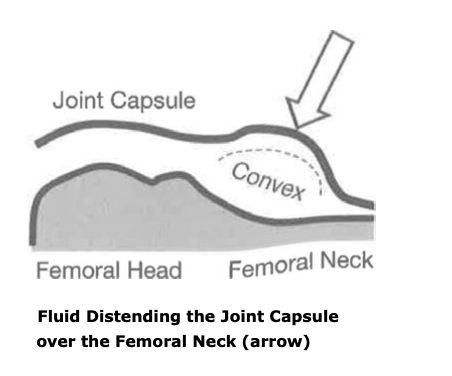 Joint Capsule
Convex
Femoral Head
Femoral Neck
Fluid Distending the Joint Capsule
over the Femoral Neck (arrow)